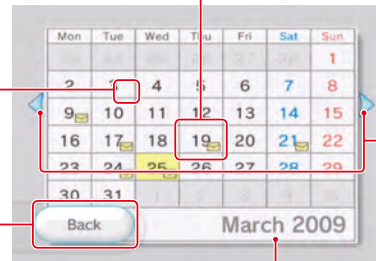 Mon Tue Wed Thu Fri Sat Sun
1
2 3 4 5 6 7 8
9 10 11 12 13 14 15
16 17 18 19 20 21 22
23 24 25 26 27 28 29
30 31
Back
March 2009